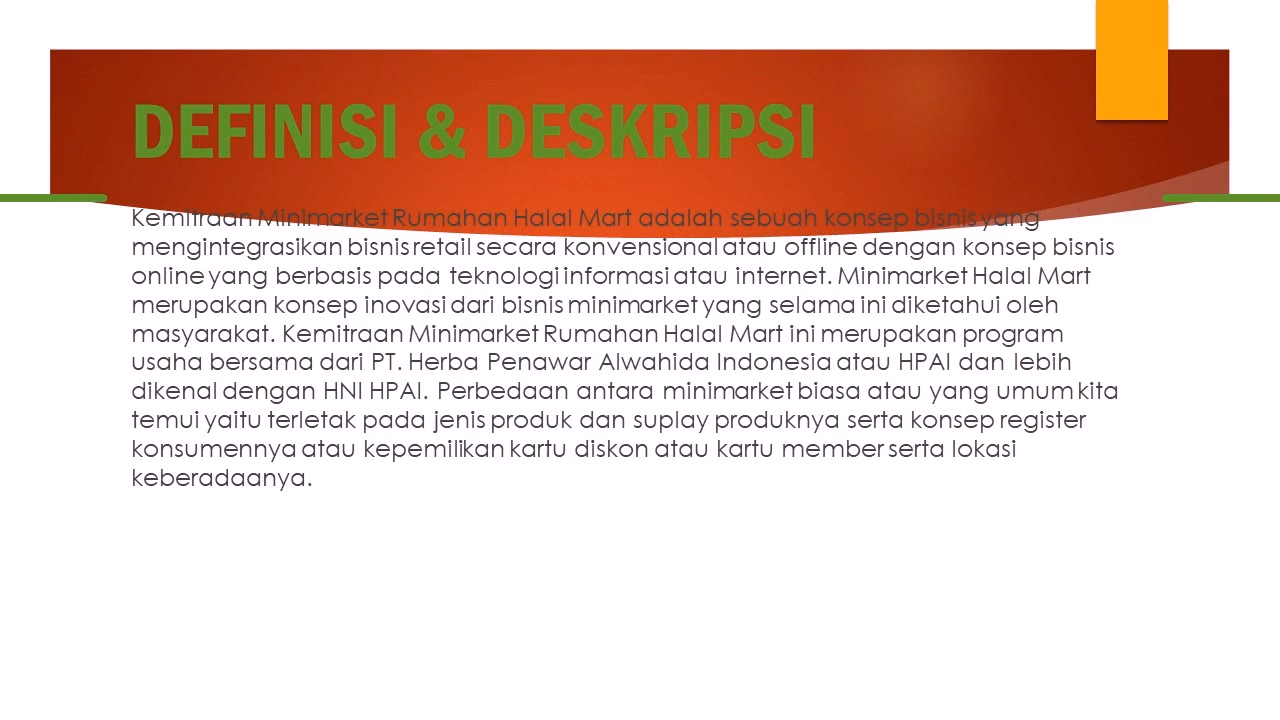 DEFINISI & DESKRIPSI
Kemitraan Minimarket Rumahan Halal Mart adalah sebuah konsep bisnis yang
mengintegrasikan bisnis retail secara konvensional atau offline dengan konsep bisnis
online yang berbasis pada teknologi informasi atau internet. Minimarket Halal Mart
merupakan konsep inovasi dari bisnis minimarket yang selama ini diketahui oleh
masyarakat. Kemitraan Minimarket Rumahan Halal Mart ini merupakan program
usaha bersama dari PT. Herba Penawar Alwahida Indonesia atau HPAI dan lebih
dikenal dengan HNI HPAI. Perbedaan antara minimarket biasa atau yang umum kita
temui yaitu terletak pada jenis produk dan suplay produknya serta konsep register
konsumennya atau kepemilikan kartu diskon atau kartu member serta lokasi
keberadaanya.